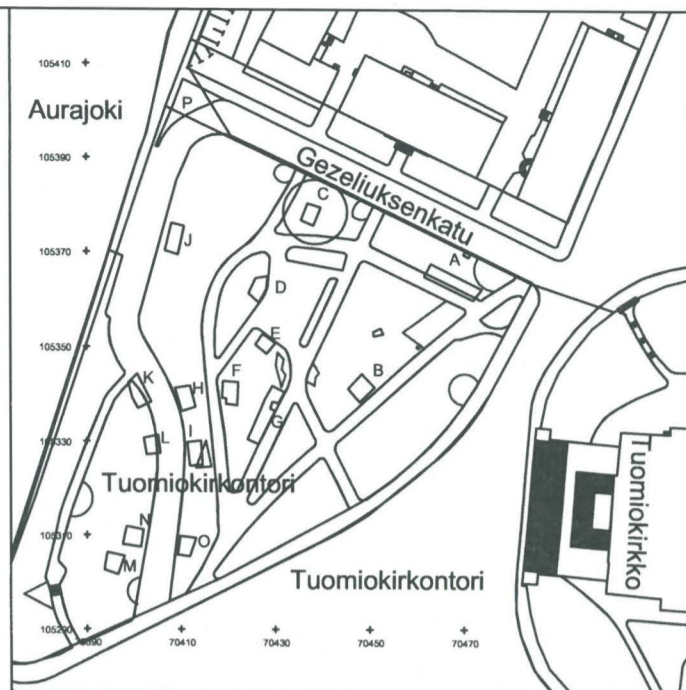 105410
P
Aurajoki
105390
Gezeliuksenkatu
C
J
105370
A
D
105350
E
K
H
F
B
G
105330
L
I
Tuomiokirkontori
Tuomiokirkko
N
105310
O
M
Tuomiokirkontori
105290
70390
70410
70430
70450
70470